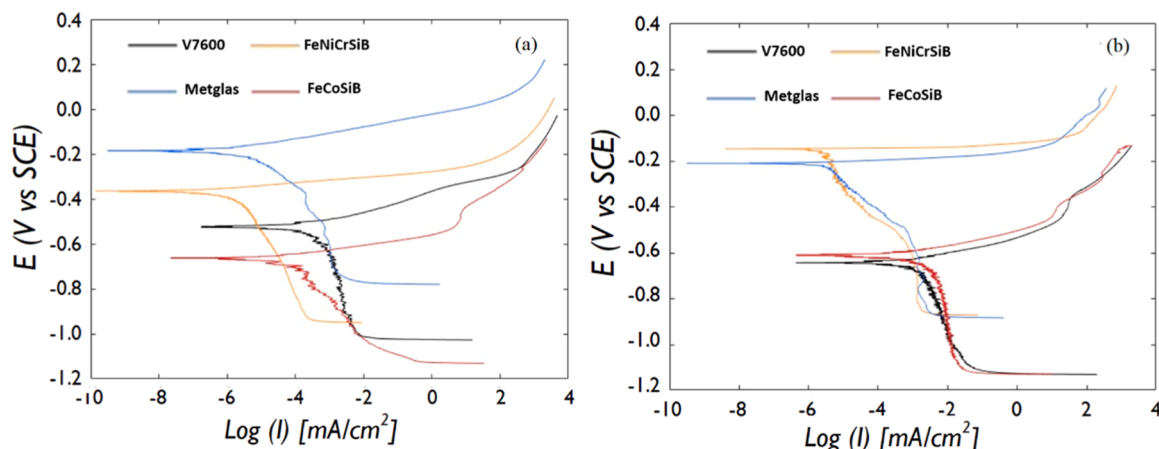 (a)
V7600
FeNiCrSiB
Metglas
FeCoSiB
E (V vs SCE)
0.4
0.2
0.0
-0.2
-0.4
-0.6
-0.8
-1.0
-1.2
-10
-8
-6
-4
-2
0
2
4
Log (I) [mA/cm²]
(b)
V7600
FeNiCrSiB
Metglas
FeCoSiB
E (V vs SCE)
0.4
0.2
0.0
-0.2
-0.4
-0.6
-0.8
-1.0
-1.2
-10
-8
-6
-4
-2
0
2
4
Log (I) [mA/cm²]